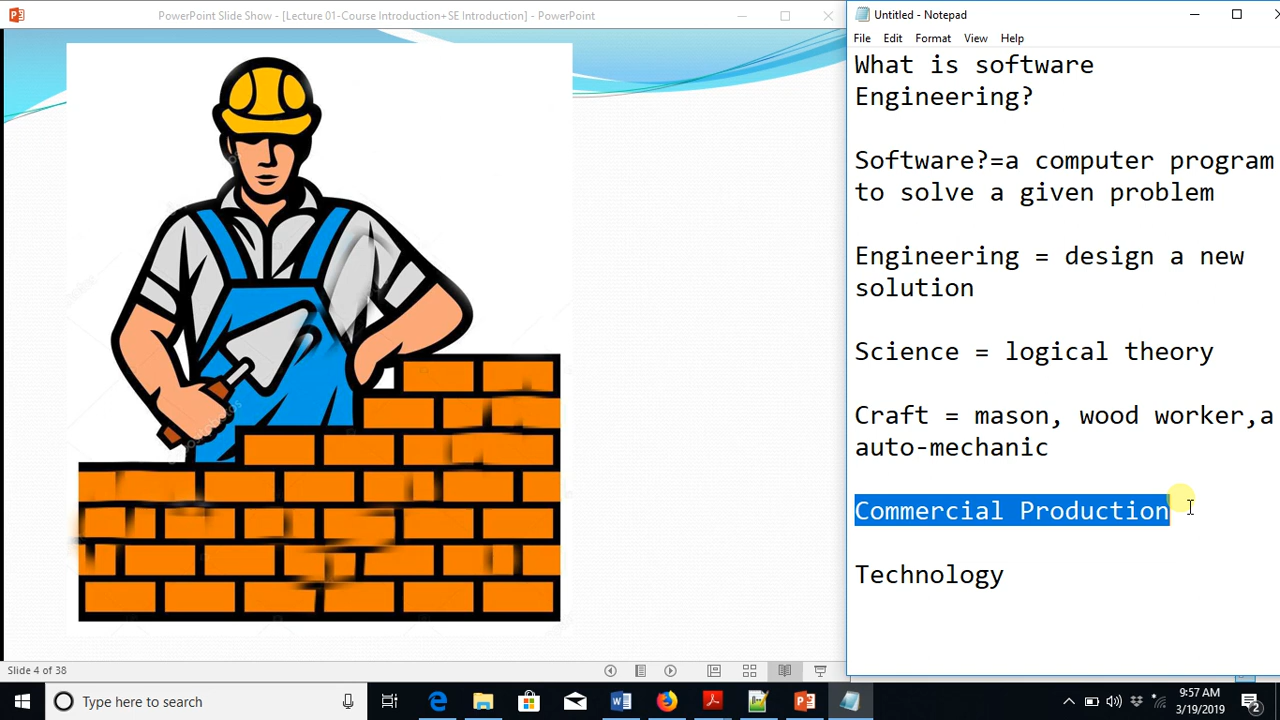 PowerPoint Slide Show - [Lecture 01-Course Introduction+SE Introduction] - PowerPoint
Untitled - Notepad
File Edit Format View Help
What is software
Engineering?
Software?=a computer program
to solve a given problem
Engineering = design a new
solution
Science = logical theory
Craft = mason, wood worker,a
auto-mechanic
Commercial Production
Technology
Slide 4 of 38
Type here to search
9:57 AM
3/19/2019
2